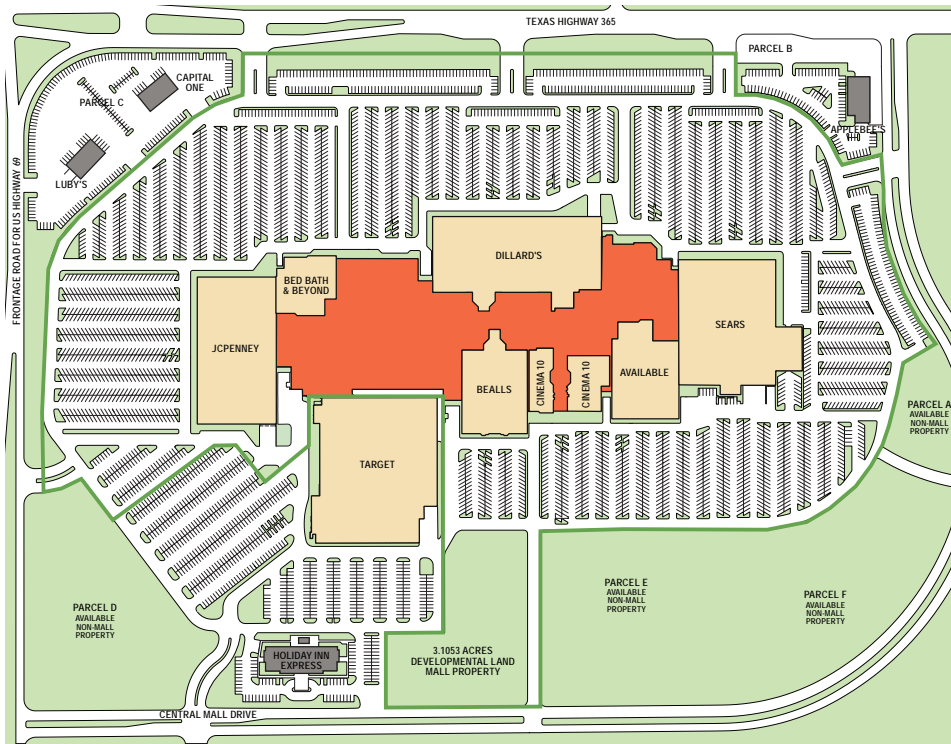 TEXAS HIGHWAY 365
PARCEL B
CAPITAL
ONE
PARCEL C
APPLEBEE'S
LUBY'S
FRONTAGE ROAD FOR US HIGHWAY 69
DILLARD'S
BED BATH
& BEYOND
SEARS
JCPENNEY
AVAILABLE
CINEMA 10
CINEMA 10
BEALLS
PARCEL A
AVAILABLE
NON-MALL
PROPERTY
TARGET
PARCEL D
AVAILABLE
NON-MALL
PROPERTY
PARCEL E
AVAILABLE
NON-MALL
PROPERTY
PARCEL F
AVAILABLE
NON-MALL
PROPERTY
HOLIDAY INN
EXPRESS
3.1053 ACRES
DEVELOPMENTAL LAND
MALL PROPERTY
CENTRAL MALL DRIVE